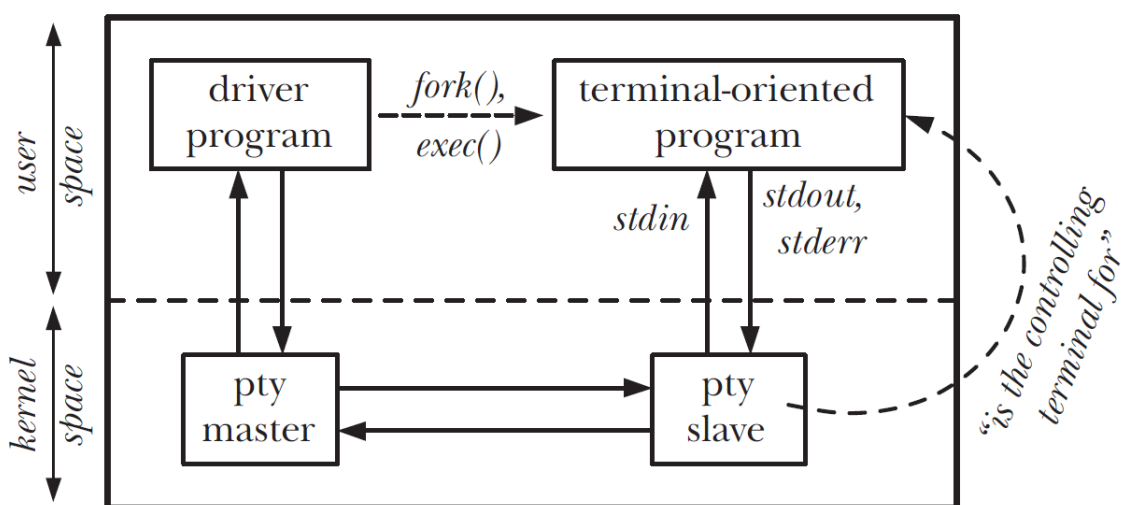 user
space
driver
program
fork(),
exec()
terminal-oriented
program
stdin
stdout,
stderr
“is the controlling
terminal for”
kernel
space
pty
master
pty
slave